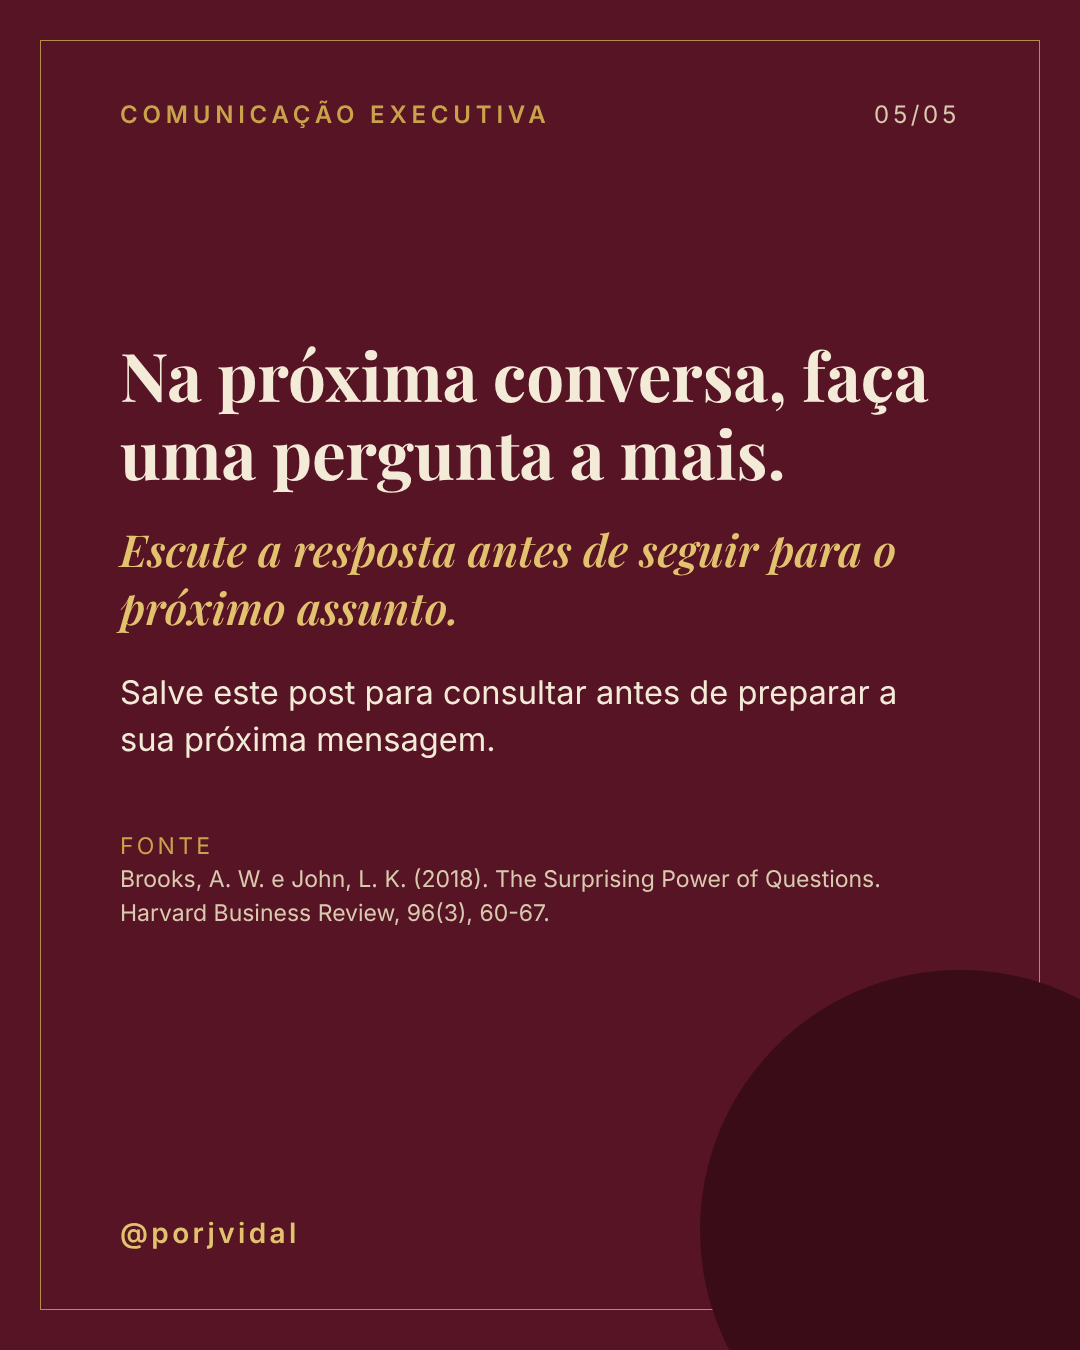 COMUNICAÇÃO EXECUTIVA
05/05
Na próxima conversa, faça
uma pergunta a mais.
Escute a resposta antes de seguir para o
próximo assunto.
Salve este post para consultar antes de preparar a
sua próxima mensagem.
FONTE
Brooks, A. W. e John, L. K. (2018). The Surprising Power of Questions.
Harvard Business Review, 96(3), 60-67.
@porjvidal